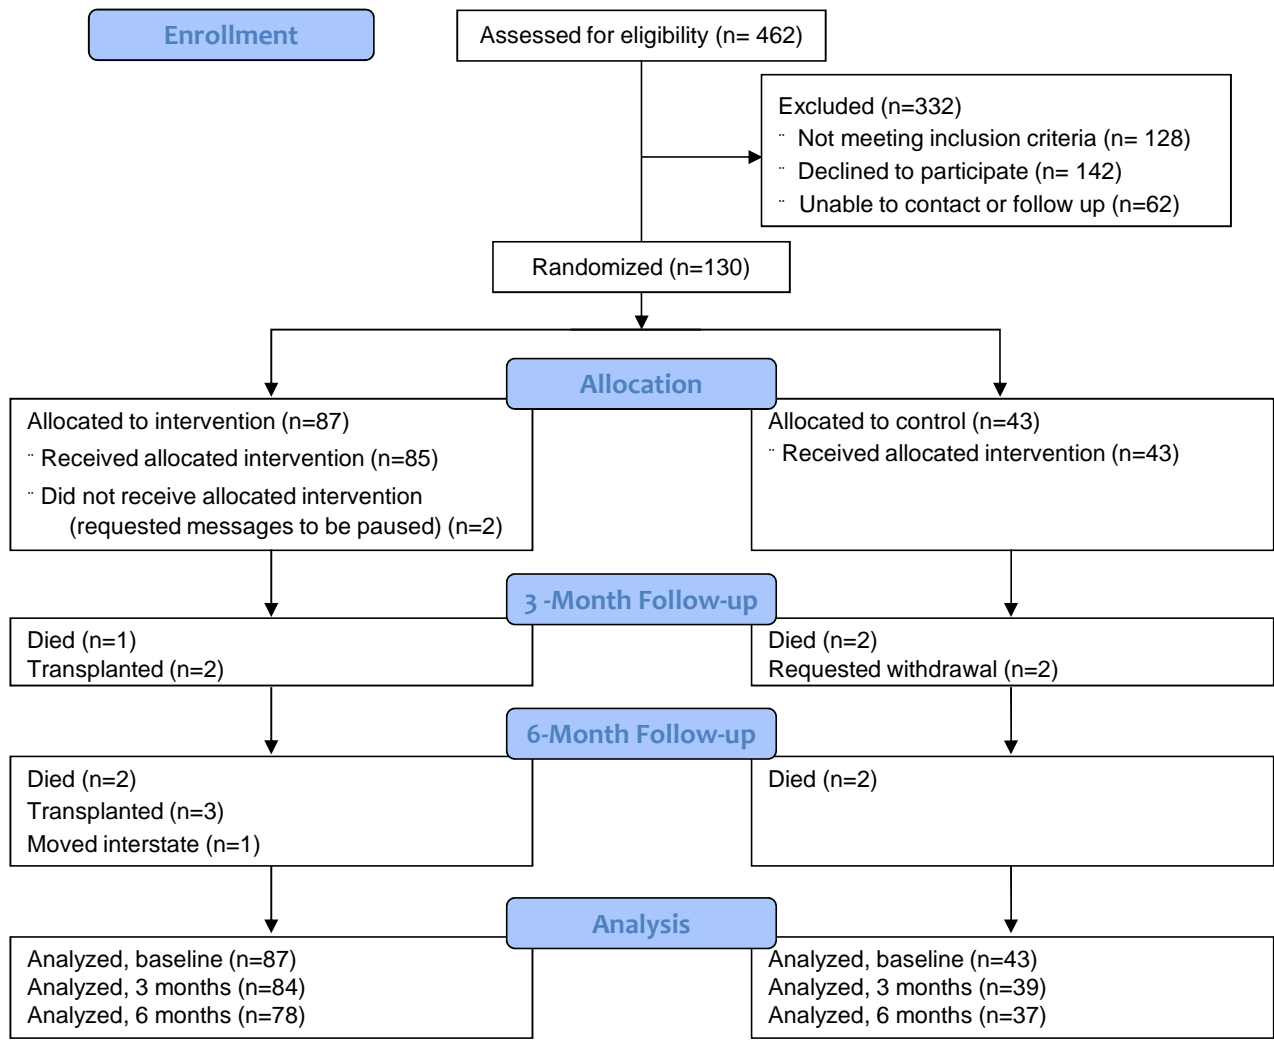 Enrollment
Assessed for eligibility (n= 462)
Excluded (n=332)
¨ Not meeting inclusion criteria (n= 128)
¨ Declined to participate (n= 142)
¨ Unable to contact or follow up (n=62)
Randomized (n=130)
Allocation
Allocated to intervention (n=87)
¨ Received allocated intervention (n=85)
¨ Did not receive allocated intervention
(requested messages to be paused) (n=2)
Allocated to control (n=43)
¨ Received allocated intervention (n=43)
3 -Month Follow-up
Died (n=1)
Transplanted (n=2)
Died (n=2)
Requested withdrawal (n=2)
6-Month Follow-up
Died (n=2)
Transplanted (n=3)
Moved interstate (n=1)
Died (n=2)
Analysis
Analyzed, baseline (n=87)
Analyzed, 3 months (n=84)
Analyzed, 6 months (n=78)
Analyzed, baseline (n=43)
Analyzed, 3 months (n=39)
Analyzed, 6 months (n=37)